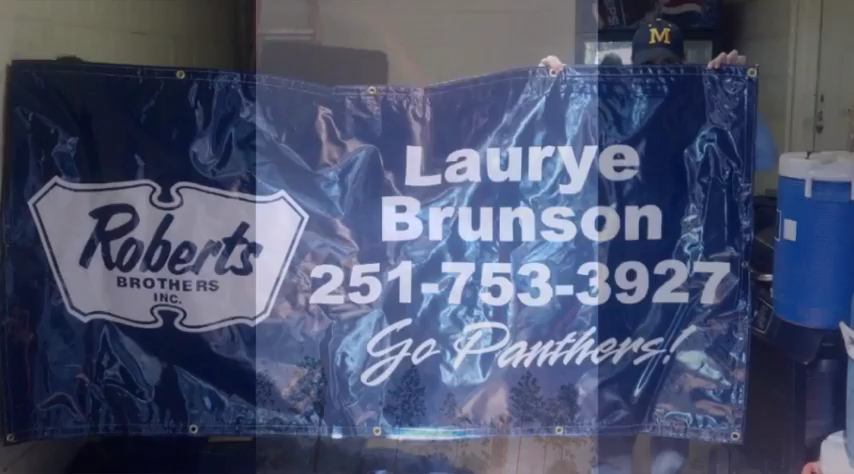 M
Laurye
Brunson
251-753-3927
Go Panthers!
Roberts
BROTHERS
INC.